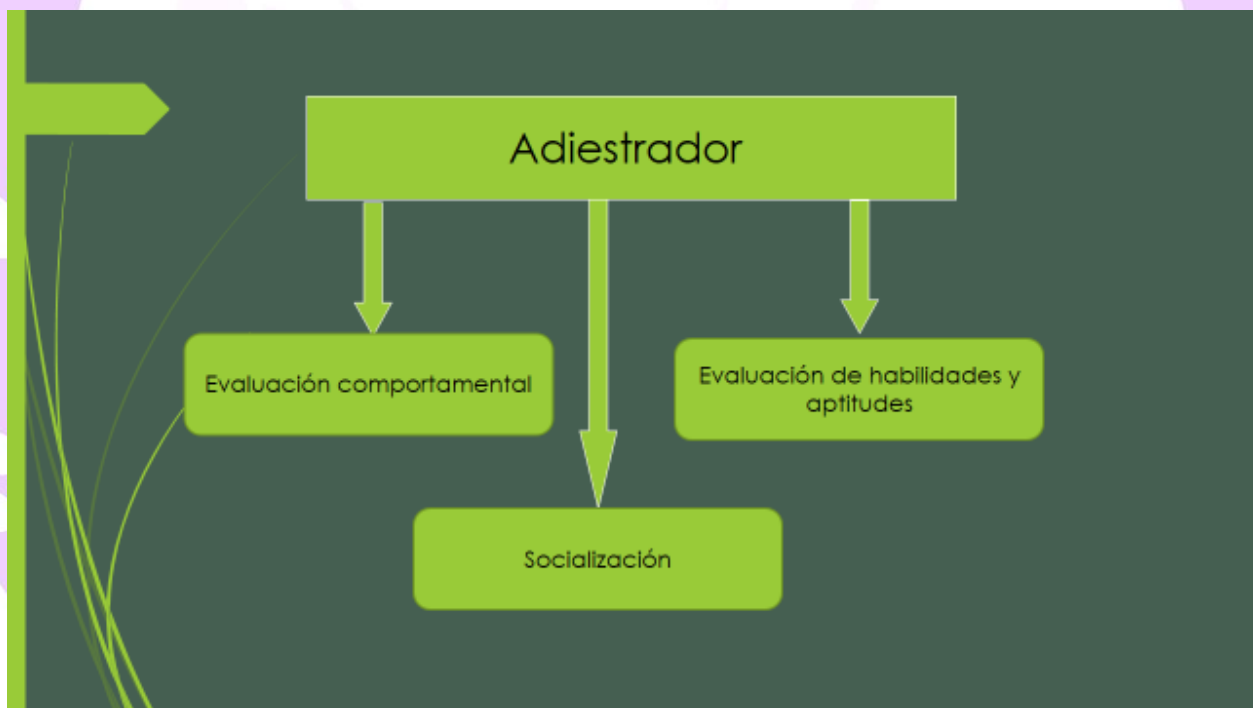 Adiestrador
Evaluación comportamental
Evaluación de habilidades y
aptitudes
Socialización